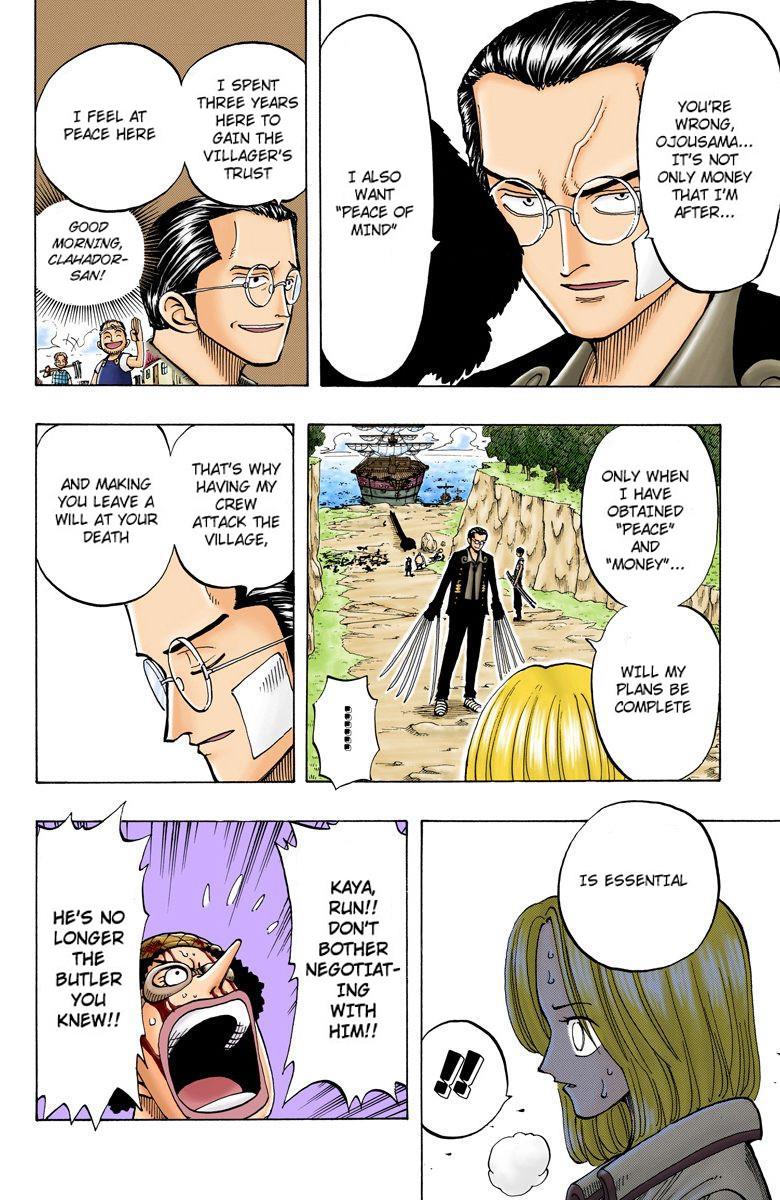 YOU'RE
WRONG,
OJOUSAMA...
IT'S NOT
ONLY MONEY
THAT I'M
AFTER...
I ALSO
WANT
"PEACE OF
MIND"
I SPENT
THREE YEARS
HERE TO
GAIN THE
VILLAGER'S
TRUST
I FEEL AT
PEACE HERE
GOOD
MORNING,
CLAHADOR-
SAN!
ONLY WHEN
I HAVE
OBTAINED
"PEACE"
AND
"MONEY"...
WILL MY
PLANS BE
COMPLETE
......
THAT'S WHY
HAVING MY
CREW
ATTACK THE
VILLAGE,
AND MAKING
YOU LEAVE A
WILL AT YOUR
DEATH
IS ESSENTIAL
!!
KAYA,
RUN!!
DON'T
BOTHER
NEGOTIAT-
ING
WITH
HIM!!
HE'S NO
LONGER
THE
BUTLER
YOU
KNEW!!